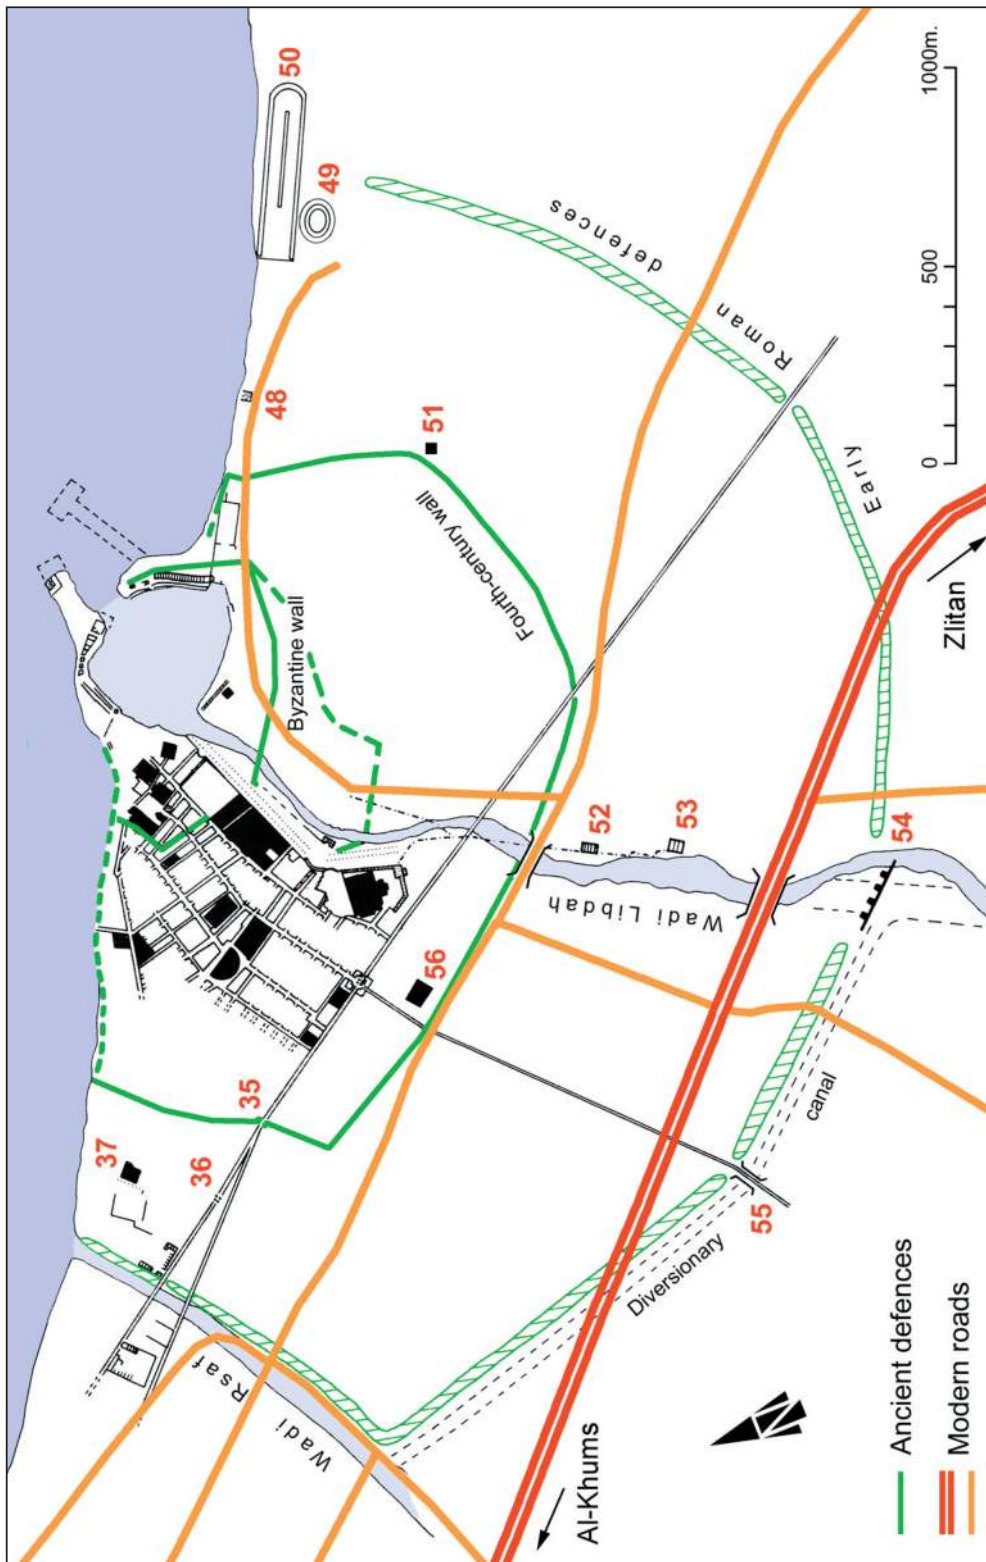 50
49
48
51
defences
Roman
Early
Fourth-century wall
Byzantine wall
1000m.
500
0
Zlitan
52
53
54
Wadi Libdah
56
35
36
37
55
canal
Diversionary
Wadi Rsaf
N
Al-Khums
Ancient defences
Modern roads